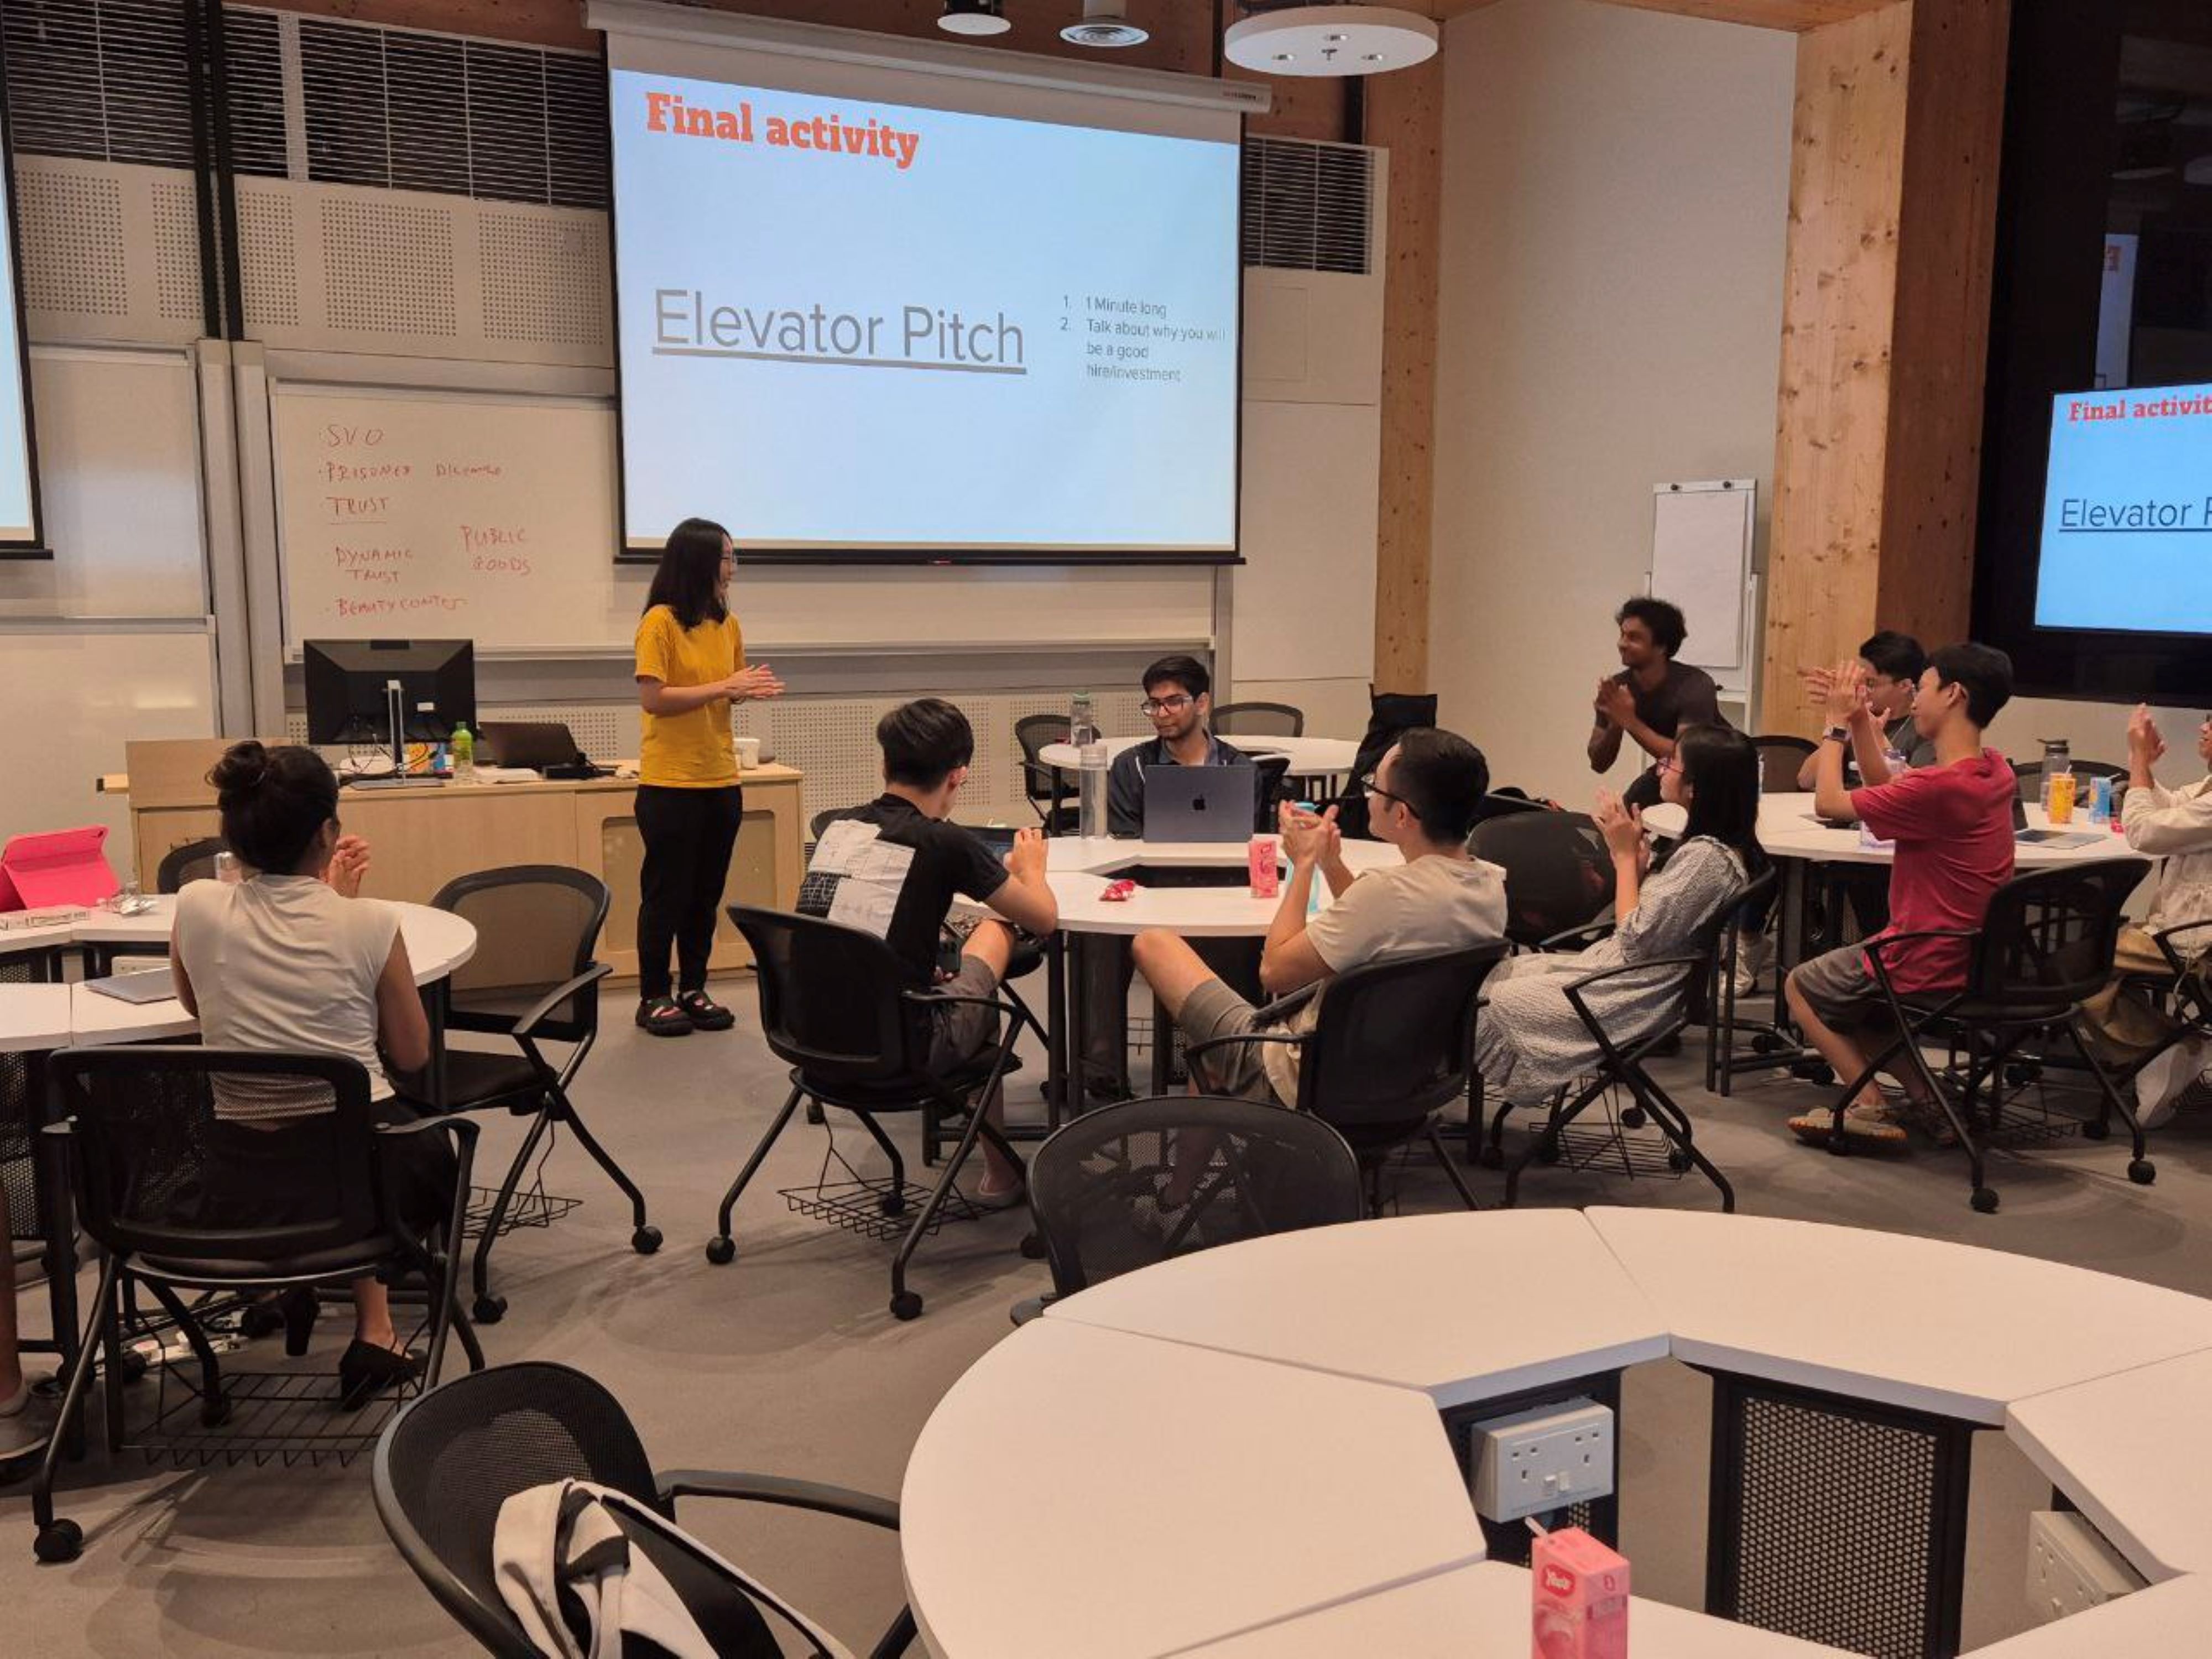 Final activity
Elevator Pitch
1. 1 Minute long
2. Talk about why you will
be a good
hire/investment
SVO
· PRISONER DILEMMA
TRUST
DYNAMIC
TRUST
PUBLIC
GOODS
· BEAUTY CONTEST
Final activit
Elevator P
Yeo's